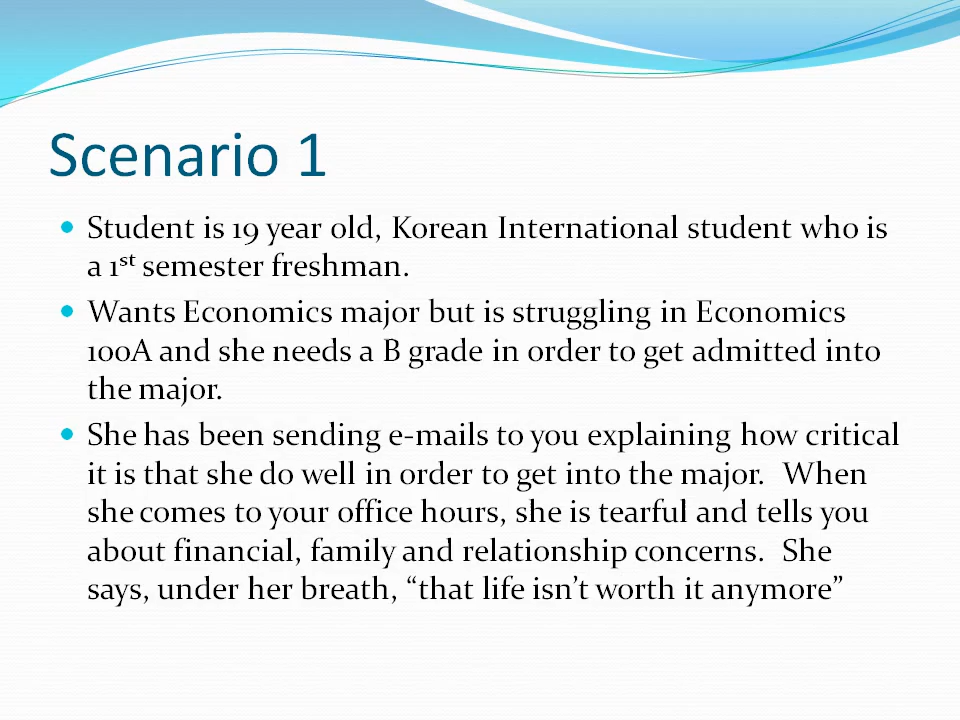 Scenario 1
Student is 19 year old, Korean International student who is
a 1st semester freshman.
Wants Economics major but is struggling in Economics
100A and she needs a B grade in order to get admitted into
the major.
She has been sending e-mails to you explaining how critical
it is that she do well in order to get into the major.  When
she comes to your office hours, she is tearful and tells you
about financial, family and relationship concerns.  She
says, under her breath, “that life isn’t worth it anymore”